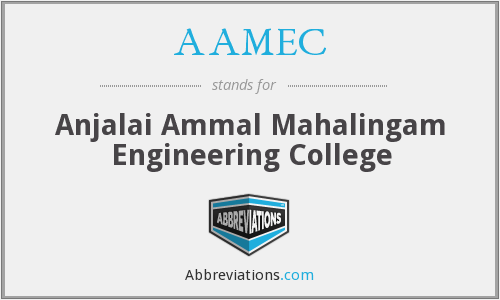 AAMEC
stands for
Anjalai Ammal Mahalingam
Engineering College
ABBREVIATIONS
Abbreviations.com